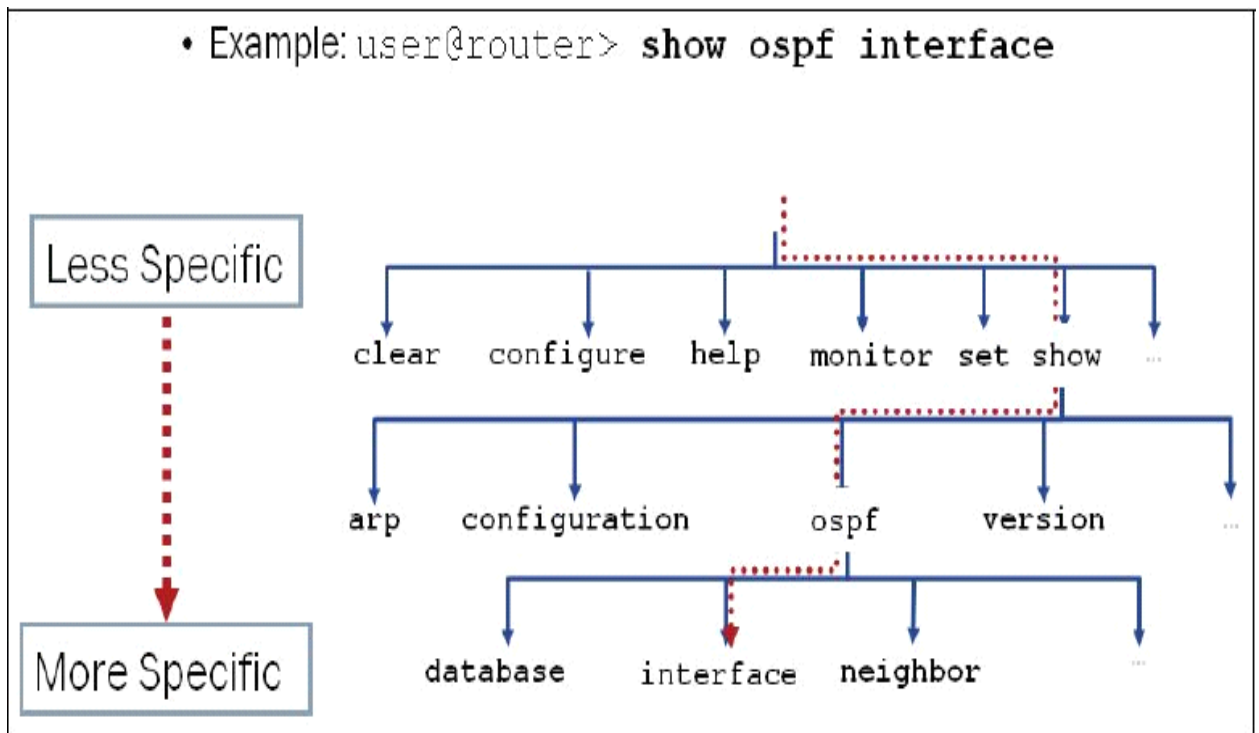 • Example: user@router> show ospf interface
Less Specific
clear configure help monitor set show ...
arp configuration ospf version ...
More Specific
database interface neighbor ...